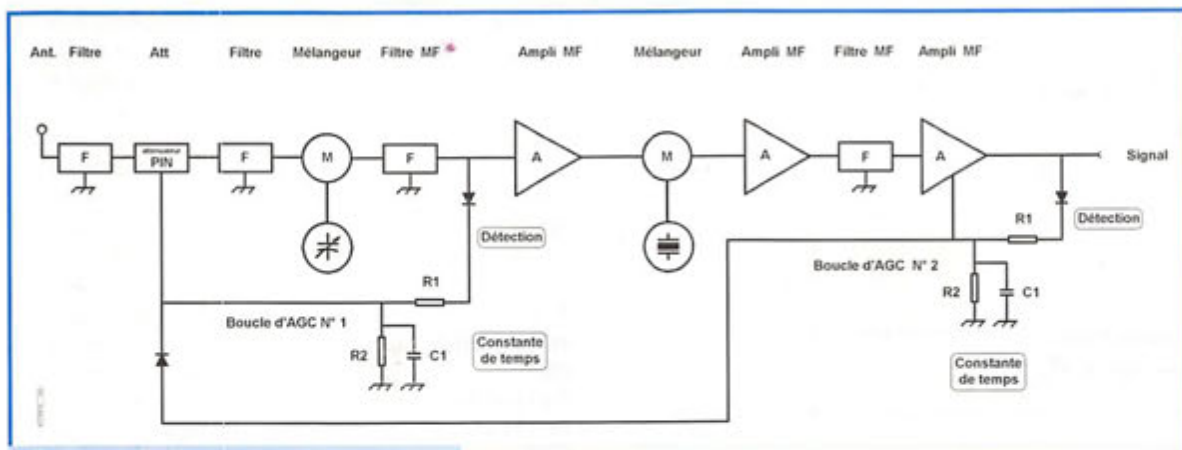 Ant. Filtre Att Filtre Mélangeur Filtre MF Ampli MF Mélangeur Ampli MF Filtre MF Ampli MF
F
atténuateur
PIN
F
M
F
A
M
A
F
A
Signal
Détection
R1
Détection
R1
Boucle d'AGC N° 2
R2
C1
Boucle d'AGC N° 1
R2
C1
Constante
de temps
Constante
de temps